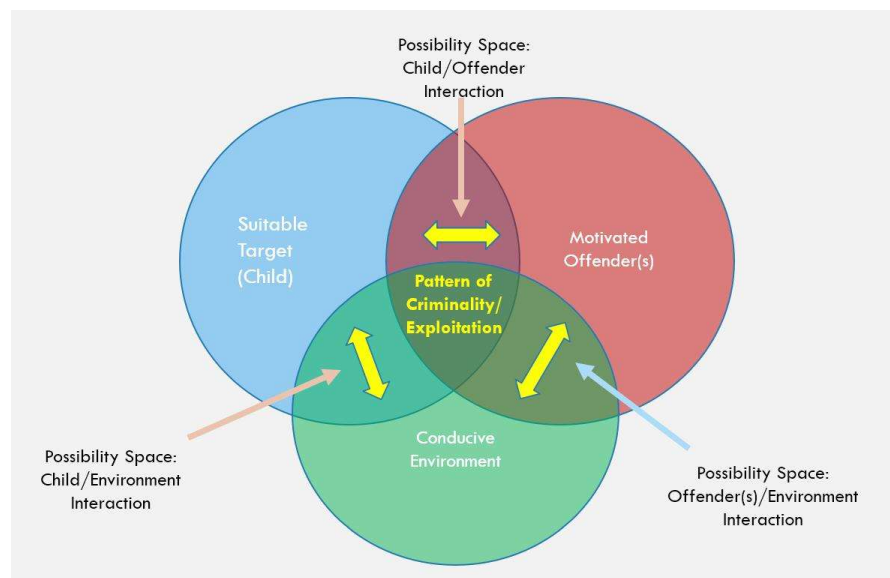 Possibility Space:
Child/Offender
Interaction
Suitable
Target
(Child)
Motivated
Offender(s)
Pattern of
Criminality/
Exploitation
Conducive
Environment
Possibility Space:
Child/Environment
Interaction
Possibility Space:
Offender(s)/Environment
Interaction